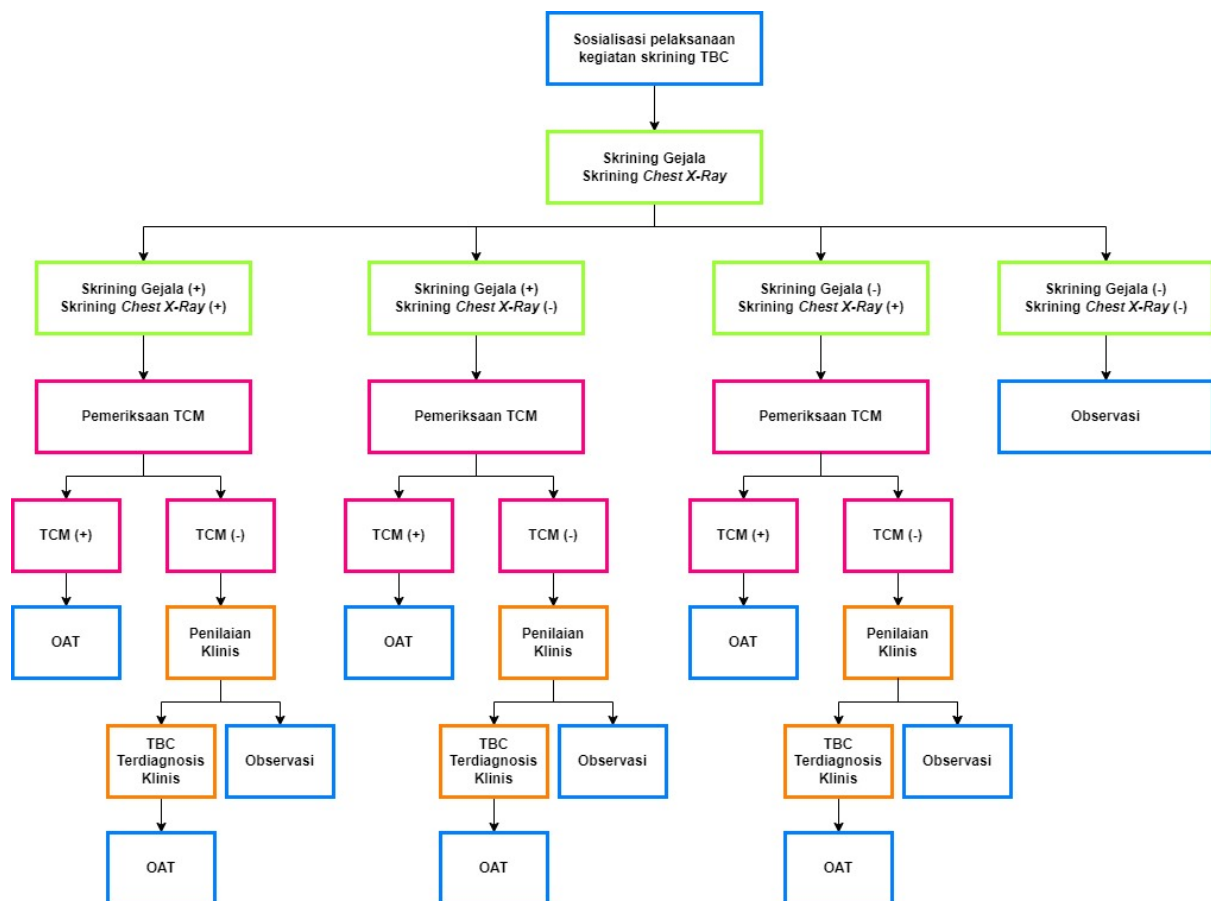 Sosialisasi pelaksanaan
kegiatan skrining TBC
Skrining Gejala
Skrining Chest X-Ray
Skrining Gejala (+)
Skrining Chest X-Ray (+)
Skrining Gejala (+)
Skrining Chest X-Ray (-)
Skrining Gejala (-)
Skrining Chest X-Ray (+)
Skrining Gejala (-)
Skrining Chest X-Ray (-)
Pemeriksaan TCM
Pemeriksaan TCM
Pemeriksaan TCM
Observasi
TCM (+)
TCM (-)
TCM (+)
TCM (-)
TCM (+)
TCM (-)
OAT
Penilaian
Klinis
OAT
Penilaian
Klinis
OAT
Penilaian
Klinis
TBC
Terdiagnosis
Klinis
Observasi
TBC
Terdiagnosis
Klinis
Observasi
TBC
Terdiagnosis
Klinis
Observasi
OAT
OAT
OAT